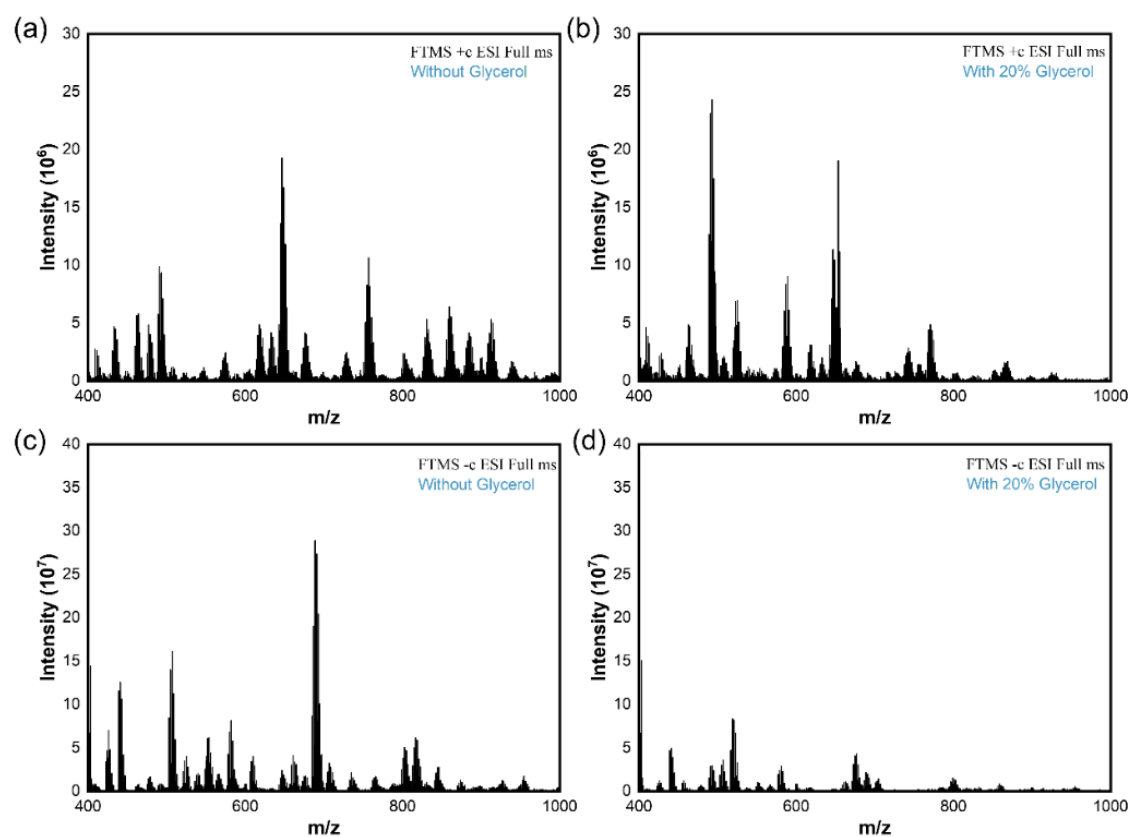 (a)
FTMS +c ESI Full ms
Without Glycerol
Intensity (10⁶)
30
25
20
15
10
5
0
400
600
800
1000
m/z
(b)
FTMS +c ESI Full ms
With 20% Glycerol
Intensity (10⁶)
30
25
20
15
10
5
0
400
600
800
1000
m/z
(c)
FTMS -c ESI Full ms
Without Glycerol
Intensity (10⁷)
40
35
30
25
20
15
10
5
0
400
600
800
1000
m/z
(d)
FTMS -c ESI Full ms
With 20% Glycerol
Intensity (10⁷)
40
35
30
25
20
15
10
5
0
400
600
800
1000
m/z